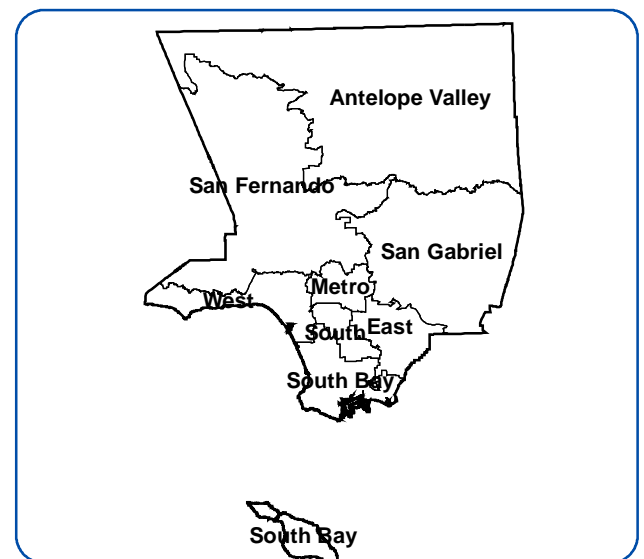 Antelope Valley
San Fernando
San Gabriel
Metro
West
East
South
South Bay
South Bay